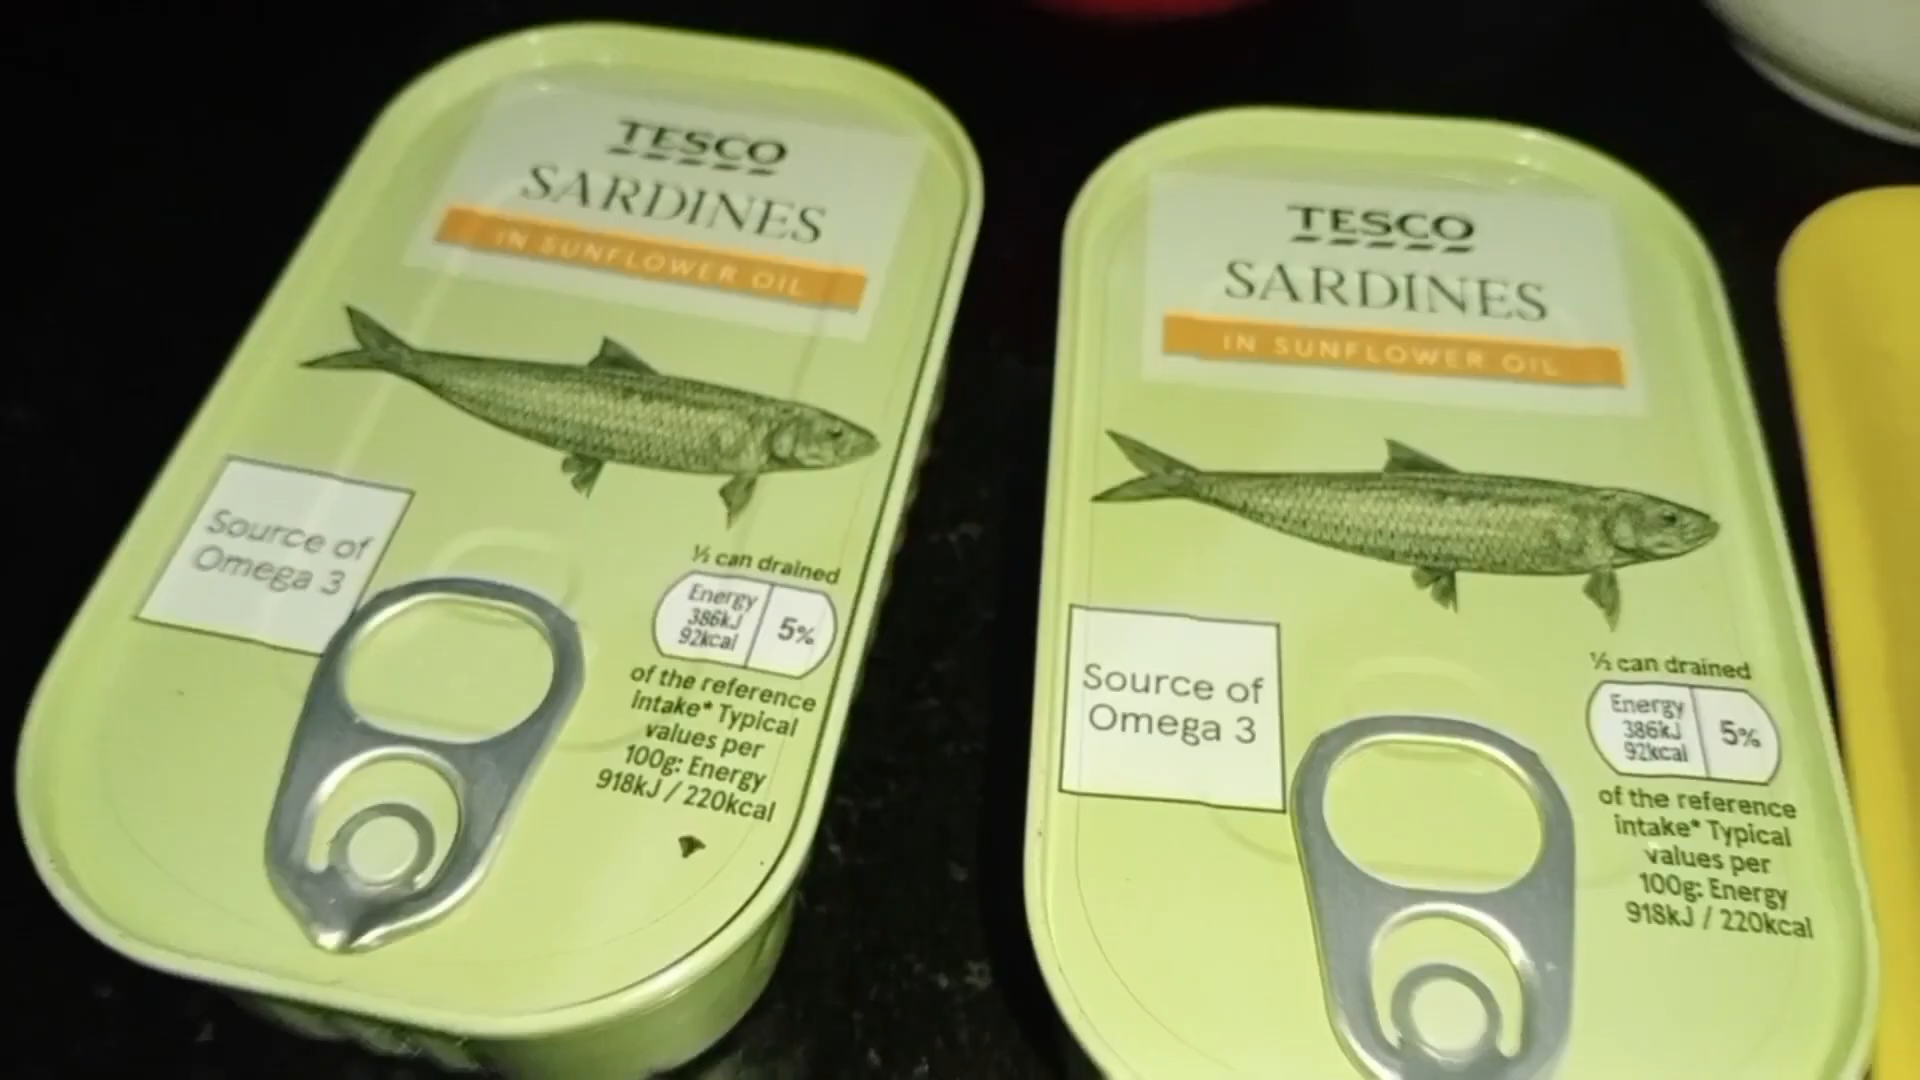 TESCO
SARDINES
IN SUNFLOWER OIL
Source of
Omega 3
⅓ can drained
Energy
386kJ
92kcal
5%
of the reference
intake* Typical
values per
100g: Energy
918kJ / 220kcal
TESCO
SARDINES
IN SUNFLOWER OIL
Source of
Omega 3
⅓ can drained
Energy
386kJ
92kcal
5%
of the reference
intake* Typical
values per
100g: Energy
918kJ / 220kcal